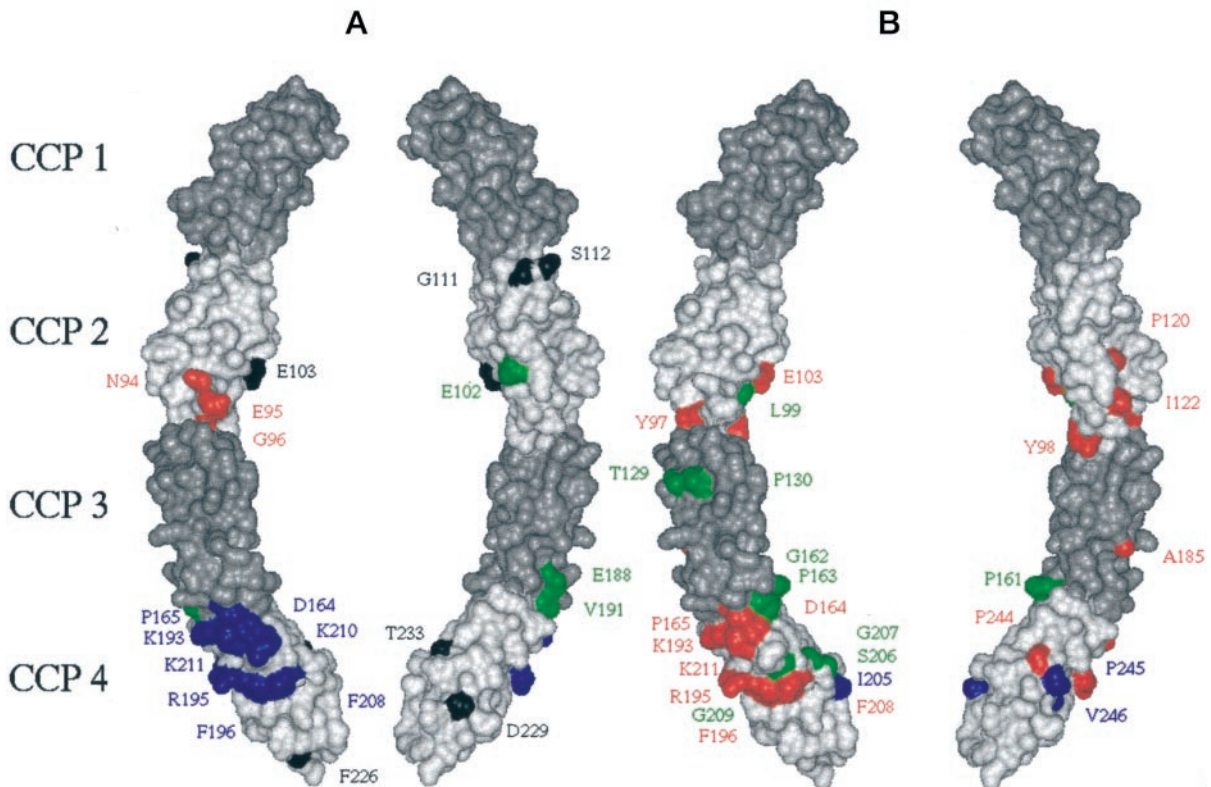 A
B
CCP 1
CCP 2
CCP 3
CCP 4
N94
E103
E95
G96
P165
K193
K211
R195
F196
D164
K210
F208
F226
G111
S112
E102
E188
V191
T233
D229
E103
L99
Y97
T129
P130
G162
P163
D164
P165
K193
K211
R195
G209
F196
G207
S206
I205
F208
P120
I122
Y98
A185
P161
P244
P245
V246